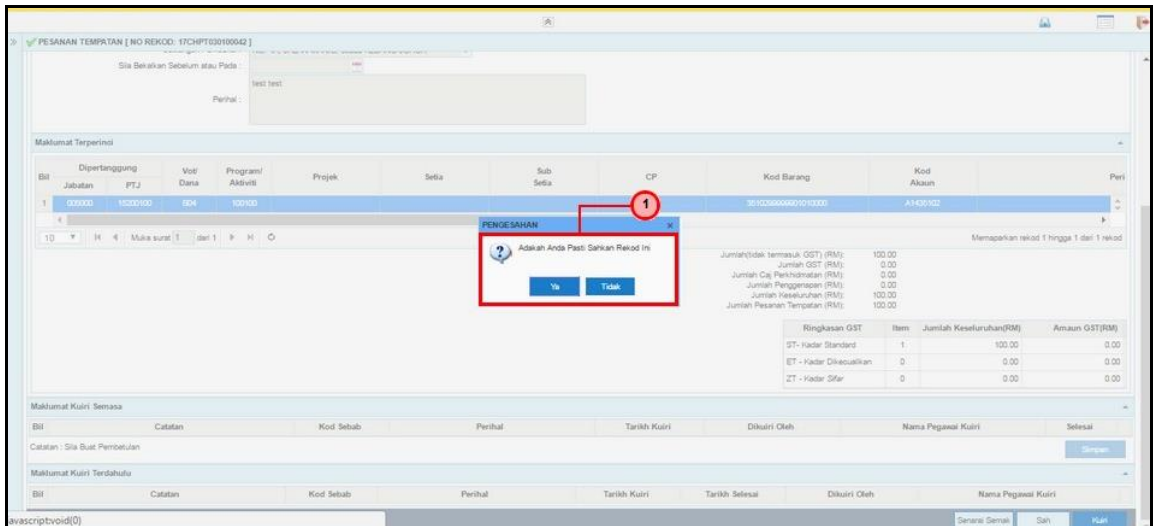 PESANAN TEMPATAN [ NO REKOD: 17CHPT030100042 ]
Sila Bekalkan Sebelum atau Pada :
test test
Perihal :
Maklumat Terperinci
Bil Dipertanggung Vot/ Program/ Projek Setia Sub CP Kod Barang Kod Peri
Jabatan PTJ Dana Aktiviti Setia Akaun
1 000000 15200100 G04 100100 A1435102
10 Muka surat 1 dari 1 Memaparkan rekod 1 hingga 1 dari 1 rekod
1
PENGESAHAN x
Adakah Anda Pasti Sahkan Rekod Ini
Ya Tidak
Jumlah(tidak termasuk GST) (RM): 100.00
Jumlah GST (RM): 0.00
Jumlah Caj Perkhidmatan (RM): 0.00
Jumlah Penggenapan (RM): 0.00
Jumlah Keseluruhan (RM): 100.00
Jumlah Pesanan Tempatan (RM): 100.00
Ringkasan GST Item Jumlah Keseluruhan(RM) Amaun GST(RM)
ST- Kadar Standard 1 100.00 0.00
ET - Kadar Dikecualikan 0 0.00 0.00
ZT - Kadar Sifar 0 0.00 0.00
Maklumat Kuiri Semasa
Bil Catatan Kod Sebab Perihal Tarikh Kuiri Dikuiri Oleh Nama Pegawai Kuiri Selesai
Catatan : Sila Buat Pembetulan Simpan
Maklumat Kuiri Terdahulu
Bil Catatan Kod Sebab Perihal Tarikh Kuiri Tarikh Selesai Dikuiri Oleh Nama Pegawai Kuiri
avascript:void(0) Senarai Semak Sah Kuiri